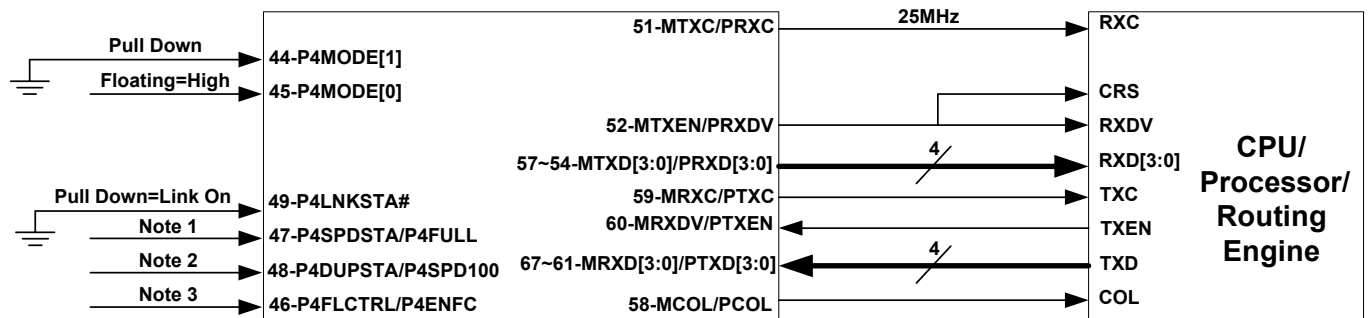 Pull Down
44-P4MODE[1]
Floating=High
45-P4MODE[0]
Pull Down=Link On
49-P4LNKSTA#
Note 1
47-P4SPDSTA/P4FULL
Note 2
48-P4DUPSTA/P4SPD100
Note 3
46-P4FLCTRL/P4ENFC
51-MTXC/PRXC
25MHz
RXC
CRS
52-MTXEN/PRXDV
RXDV
57~54-MTXD[3:0]/PRXD[3:0]
4
RXD[3:0]
59-MRXC/PTXC
TXC
60-MRXDV/PTXEN
TXEN
67~61-MRXD[3:0]/PTXD[3:0]
4
TXD
58-MCOL/PCOL
COL
CPU/
Processor/
Routing
Engine